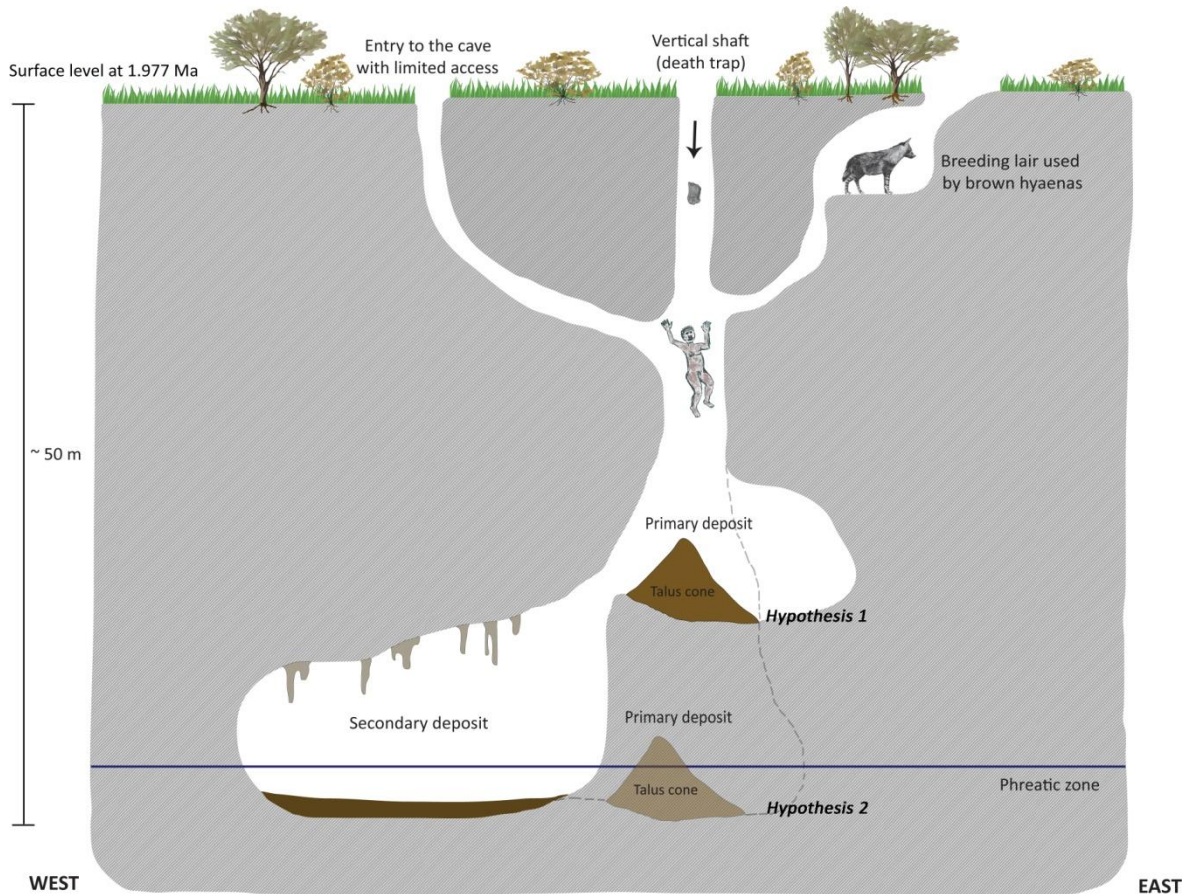 Entry to the cave
with limited access
Vertical shaft
(death trap)
Surface level at 1.977 Ma
Breeding lair used
by brown hyaenas
~ 50 m
Primary deposit
Talus cone
Hypothesis 1
Secondary deposit
Primary deposit
Talus cone
Phreatic zone
Hypothesis 2
WEST
EAST